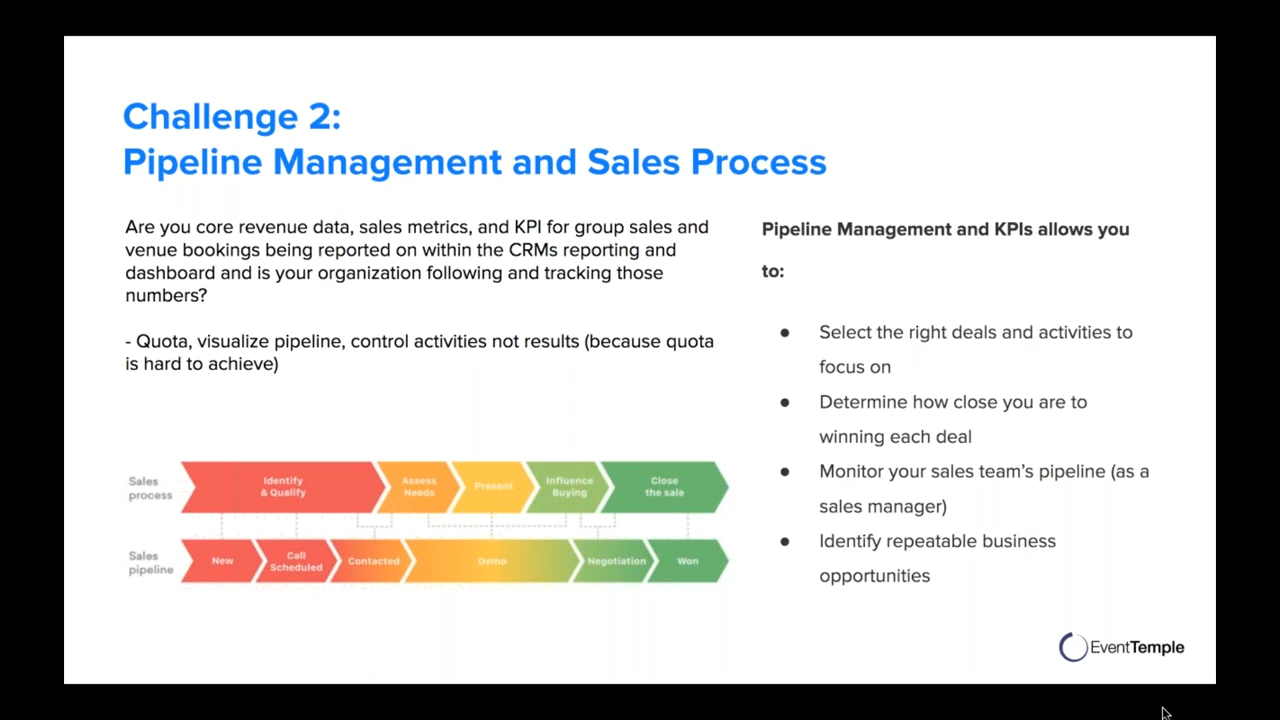 Challenge 2:
Pipeline Management and Sales Process
Are you core revenue data, sales metrics, and KPI for group sales and
venue bookings being reported on within the CRMs reporting and
dashboard and is your organization following and tracking those
numbers?
- Quota, visualize pipeline, control activities not results (because quota
is hard to achieve)
Sales
process
Identify
& Qualify
Assess
Needs
Present
Influence
Buying
Close
the sale
Sales
pipeline
New
Call
Scheduled
Contacted
Demo
Negotiation
Won
Pipeline Management and KPIs allows you
to:
● Select the right deals and activities to
focus on
● Determine how close you are to
winning each deal
● Monitor your sales team’s pipeline (as a
sales manager)
● Identify repeatable business
opportunities
EventTemple